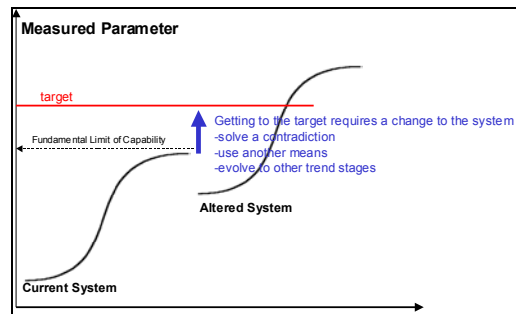 Measured Parameter
target
Getting to the target requires a change to the system
-solve a contradiction
-use another means
-evolve to other trend stages
Fundamental Limit of Capability
Altered System
Current System